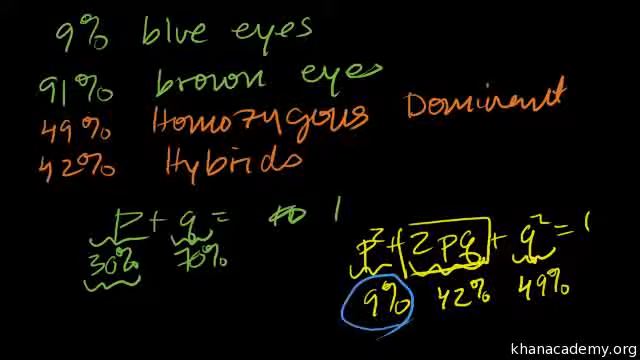 9% blue eyes
91% brown eyes
49% Homozygous Dominant
42% Hybrids
p + q = 1
30% 70%
p² + 2pq + q² = 1
9% 42% 49%
khanacademy.org